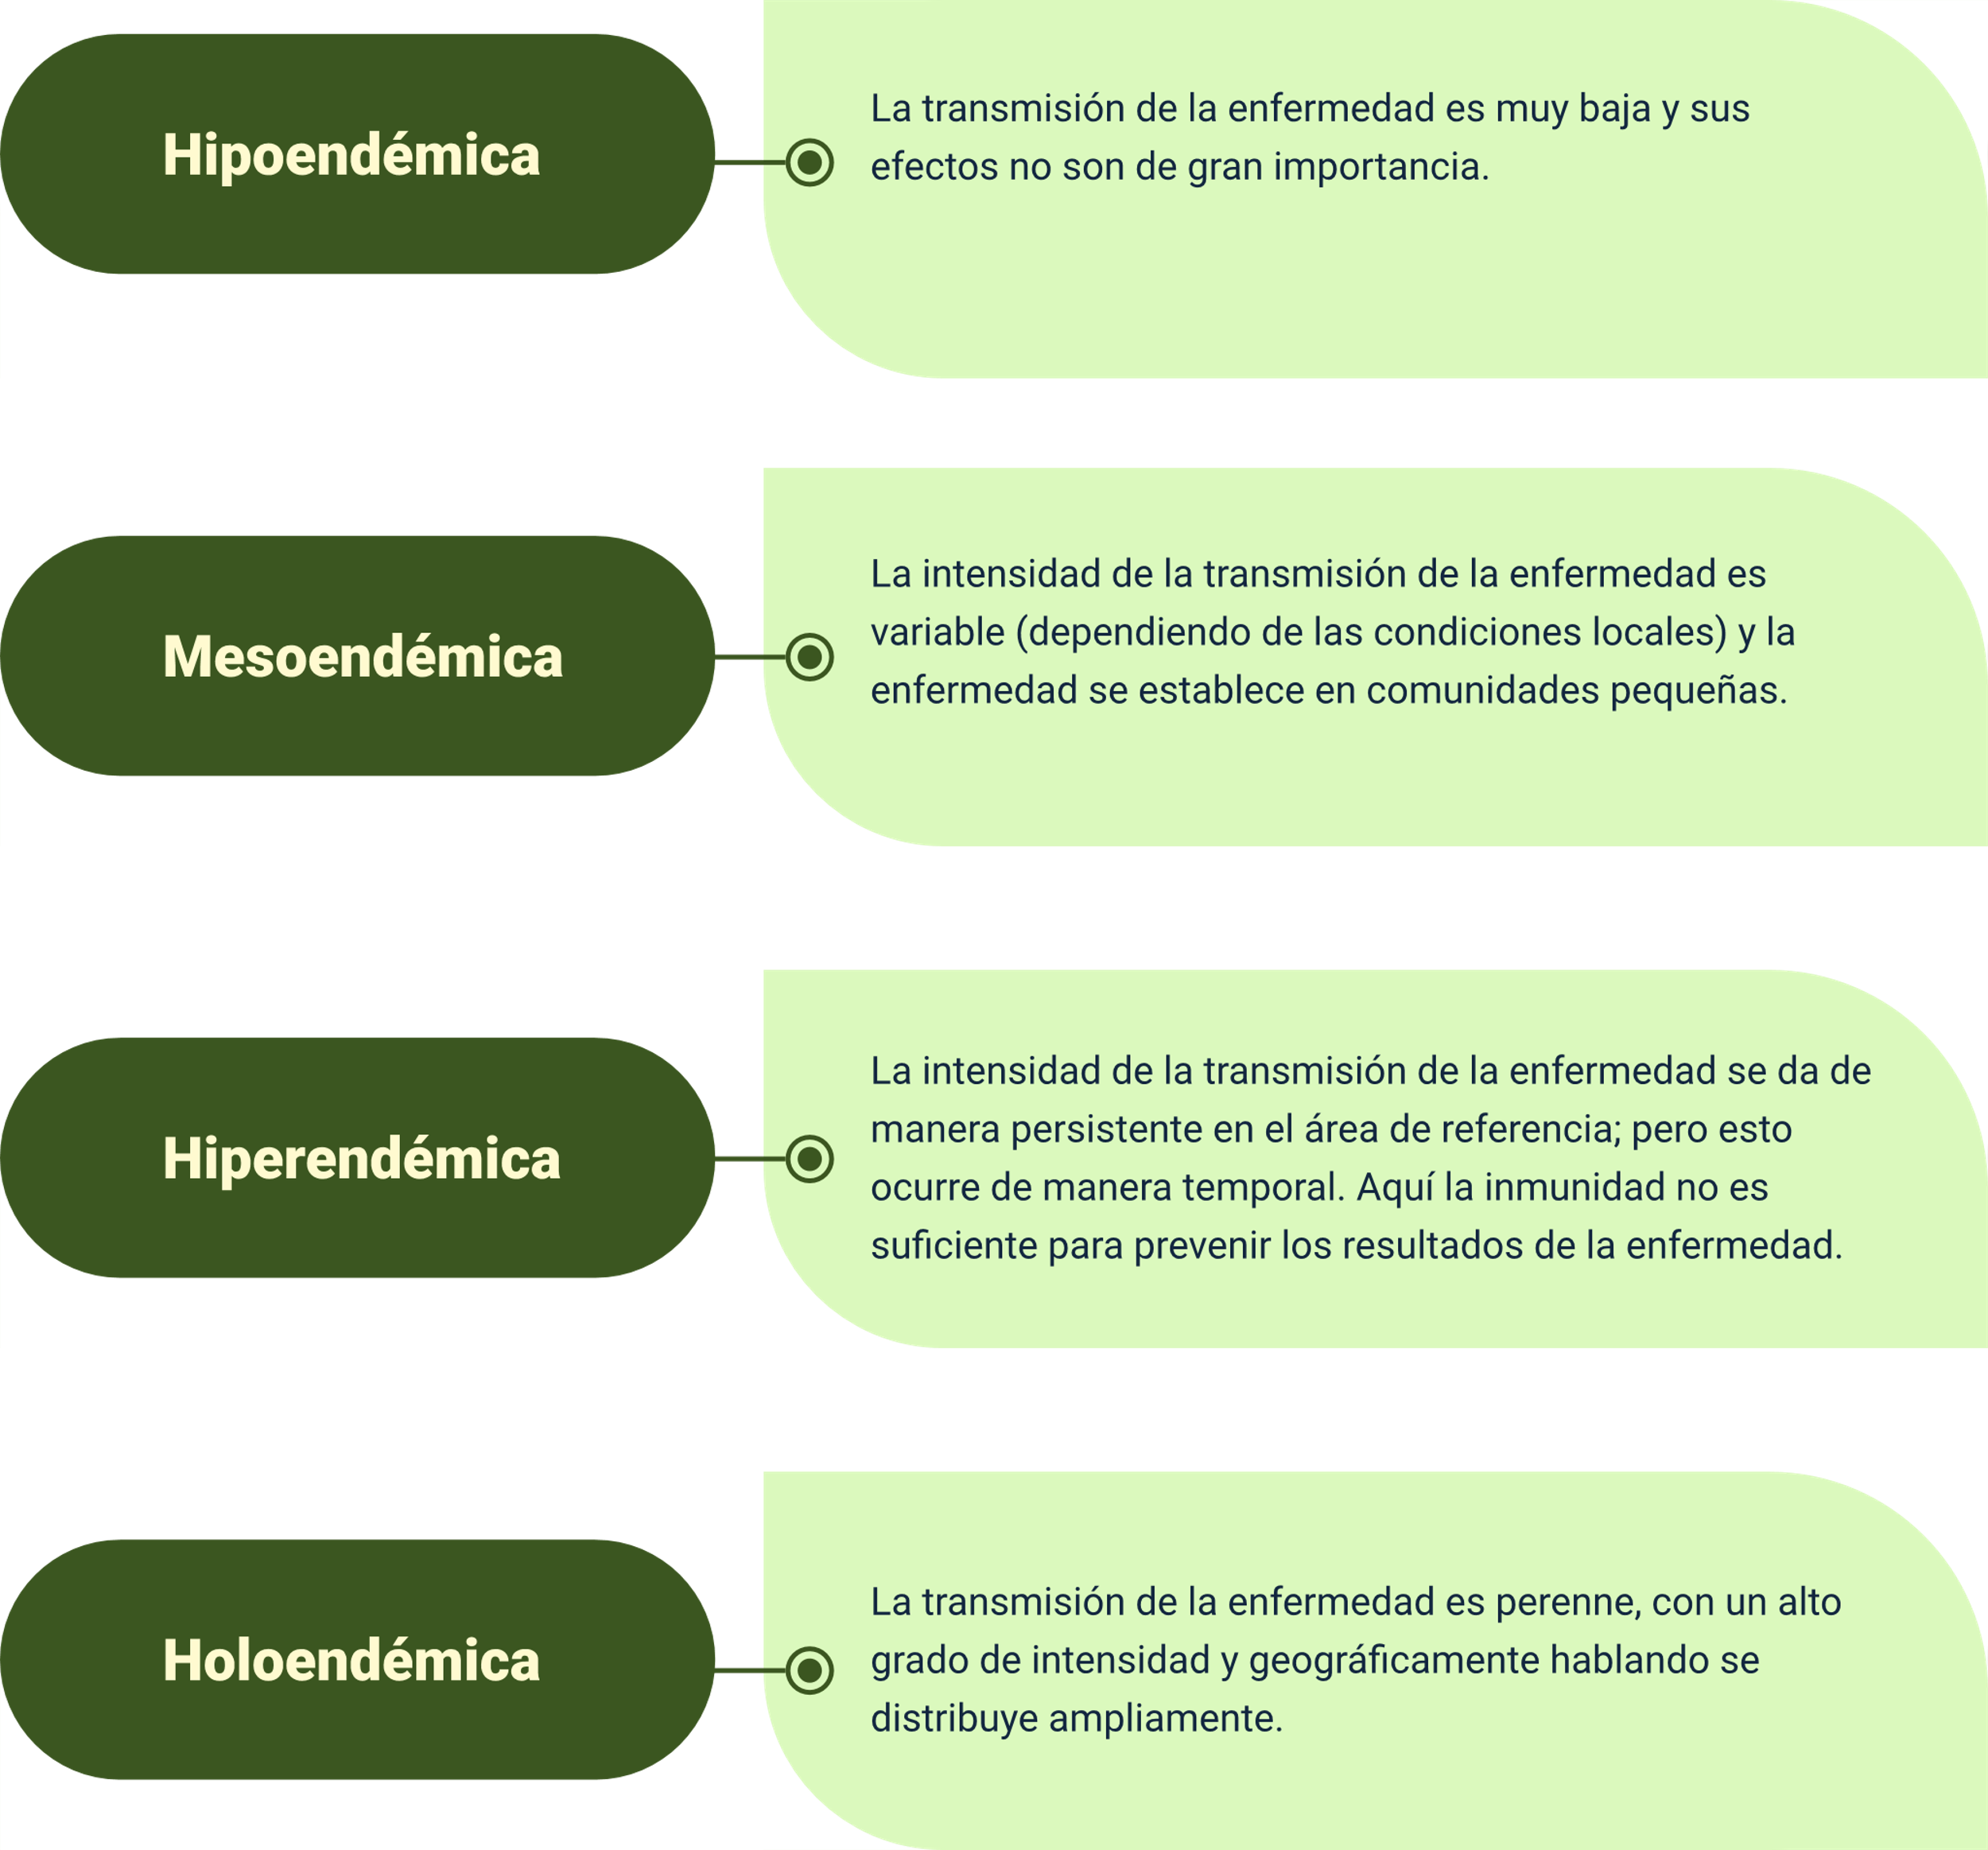 Hipoendémica
La transmisión de la enfermedad es muy baja y sus
efectos no son de gran importancia.
Mesoendémica
La intensidad de la transmisión de la enfermedad es
variable (dependiendo de las condiciones locales) y la
enfermedad se establece en comunidades pequeñas.
Hiperendémica
La intensidad de la transmisión de la enfermedad se da de
manera persistente en el área de referencia; pero esto
ocurre de manera temporal. Aquí la inmunidad no es
suficiente para prevenir los resultados de la enfermedad.
Holoendémica
La transmisión de la enfermedad es perenne, con un alto
grado de intensidad y geográficamente hablando se
distribuye ampliamente.